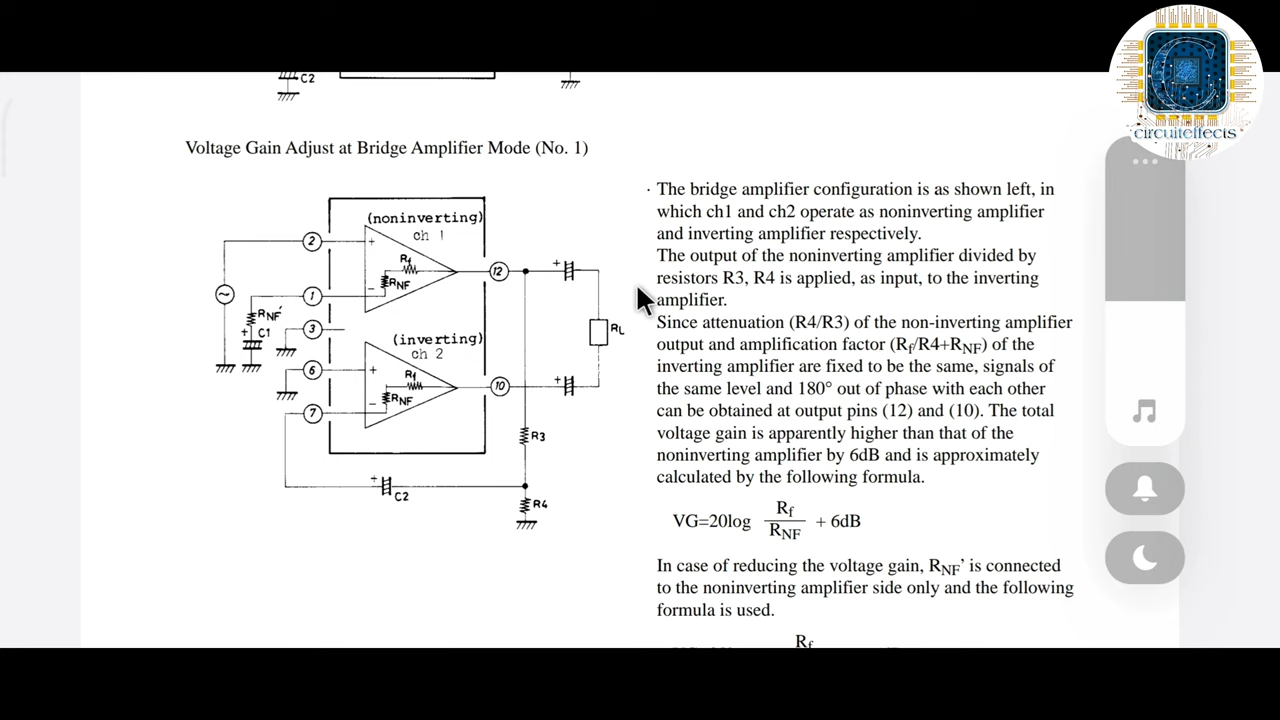 C2
circuiteffects
Voltage Gain Adjust at Bridge Amplifier Mode (No. 1)
(noninverting)
ch 1
2
+
Rf
12
+
RNF
1
-
RNF'
+
C1
3
RL
(inverting)
ch 2
6
+
Rf
10
+
RNF
7
-
R3
+
C2
R4
· The bridge amplifier configuration is as shown left, in
which ch1 and ch2 operate as noninverting amplifier
and inverting amplifier respectively.
The output of the noninverting amplifier divided by
resistors R3, R4 is applied, as input, to the inverting
amplifier.
Since attenuation (R4/R3) of the non-inverting amplifier
output and amplification factor (Rf/R4+RNF) of the
inverting amplifier are fixed to be the same, signals of
the same level and 180° out of phase with each other
can be obtained at output pins (12) and (10). The total
voltage gain is apparently higher than that of the
noninverting amplifier by 6dB and is approximately
calculated by the following formula.
VG=20log Rf/RNF + 6dB
In case of reducing the voltage gain, RNF' is connected
to the noninverting amplifier side only and the following
formula is used.
Rf